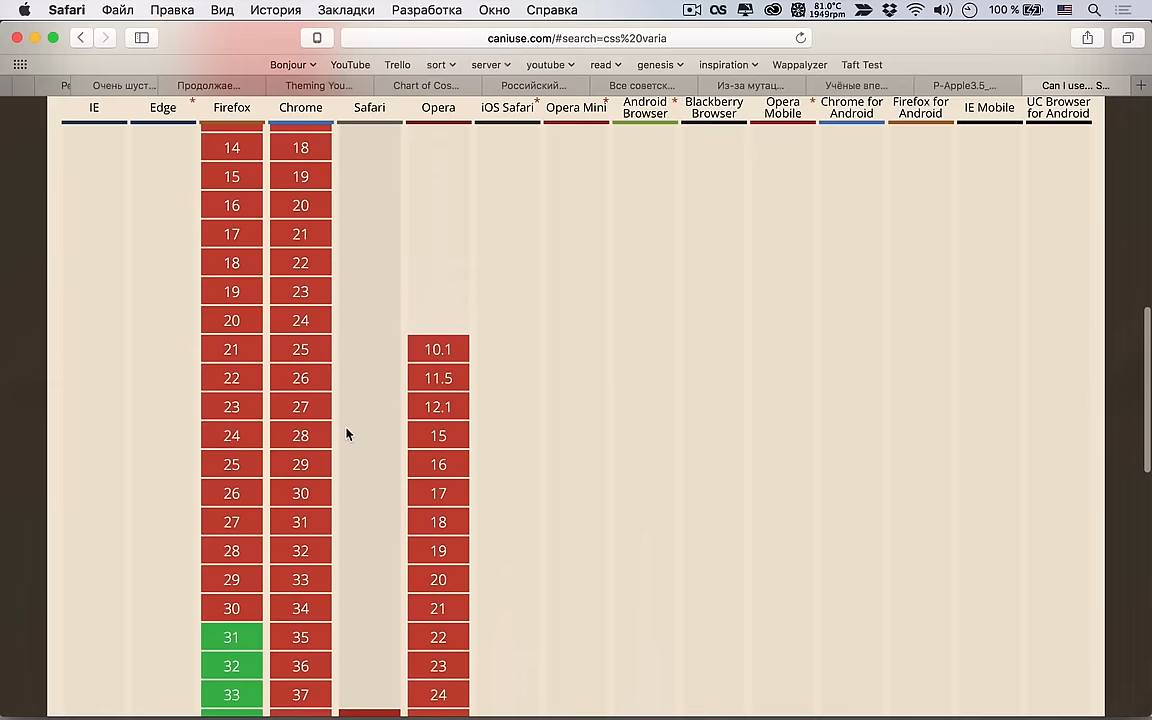 Safari Файл Правка Вид История Закладки Разработка Окно Справка OS 81.0°C 1949rpm 100 %
caniuse.com/#search=css%20varia
Bonjour YouTube Trello sort server youtube read genesis inspiration Wappalyzer Taft Test
Ре Очень шуст... Продолжае... Theming You... Chart of Cos... Российский... Все советск... Из-за мутац... Учёные впе... P-Apple3.5_... Can I use... S...
IE Edge * Firefox Chrome Safari Opera iOS Safari * Opera Mini * Android Browser * Blackberry Browser Opera Mobile * Chrome for Android Firefox for Android IE Mobile UC Browser for Android
14 18
15 19
16 20
17 21
18 22
19 23
20 24
21 25 10.1
22 26 11.5
23 27 12.1
24 28 15
25 29 16
26 30 17
27 31 18
28 32 19
29 33 20
30 34 21
31 35 22
32 36 23
33 37 24